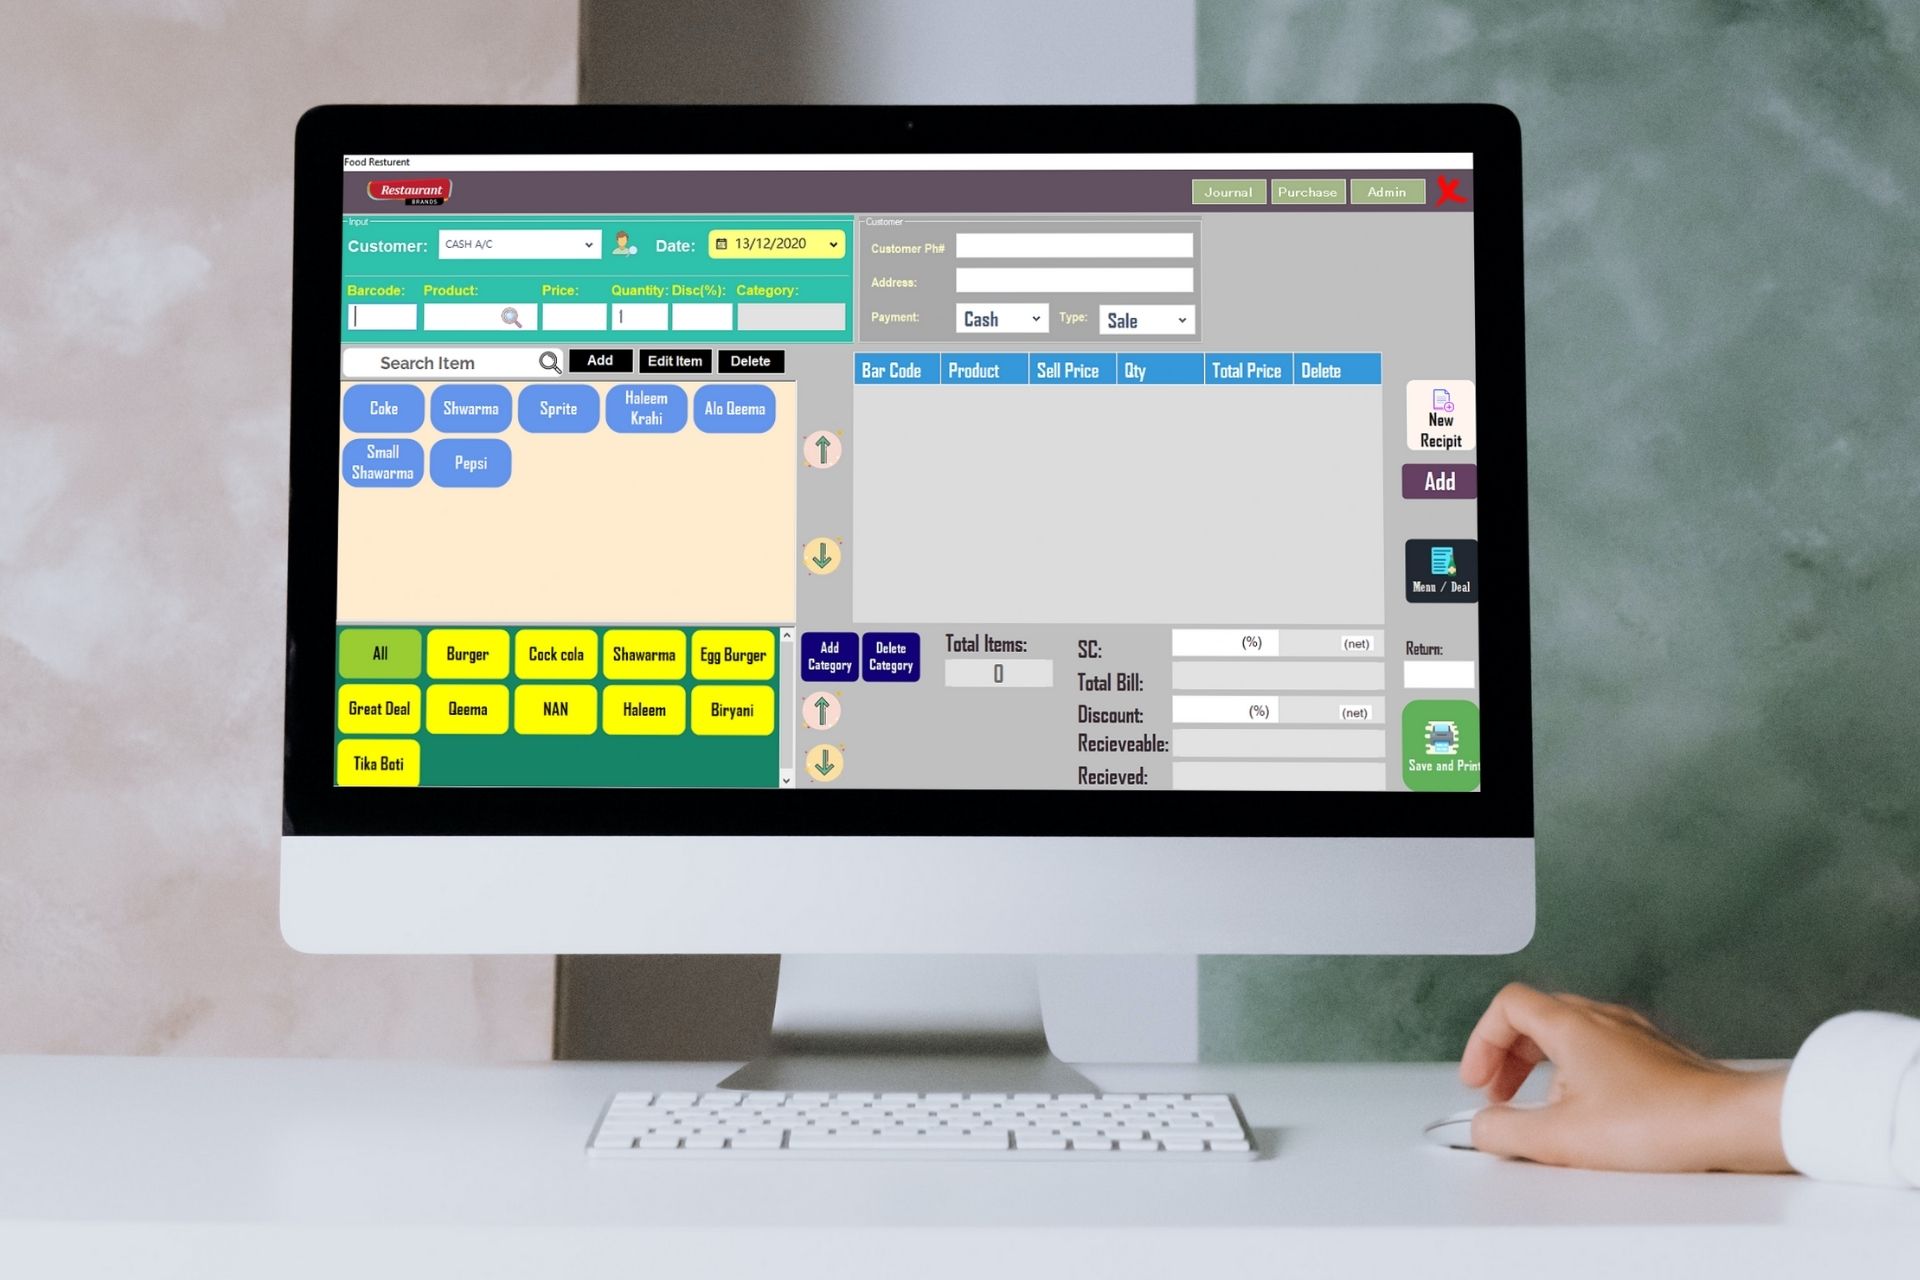 Food Resturent
Restaurant
BRANDS
Journal Purchase Admin
Input
Customer: CASH A/C Date: 13/12/2020
Barcode: Product: Price: Quantity: Disc(%): Category:
1
Customer
Customer Ph#
Address:
Payment: Cash Type: Sale
Search Item Add Edit Item Delete
Coke Shwarma Sprite Haleem Krahi Alo Qeema
Small Shawarma Pepsi
Bar Code Product Sell Price Qty Total Price Delete
New
Recipit
Add
Menu / Deal
All Burger Cock cola Shawarma Egg Burger
Great Deal Qeema NAN Haleem Biryani
Tika Boti
Add Category Delete Category
Total Items:
0
SC: (%) (net)
Total Bill:
Discount: (%) (net)
Recieveable:
Recieved:
Return:
Save and Print